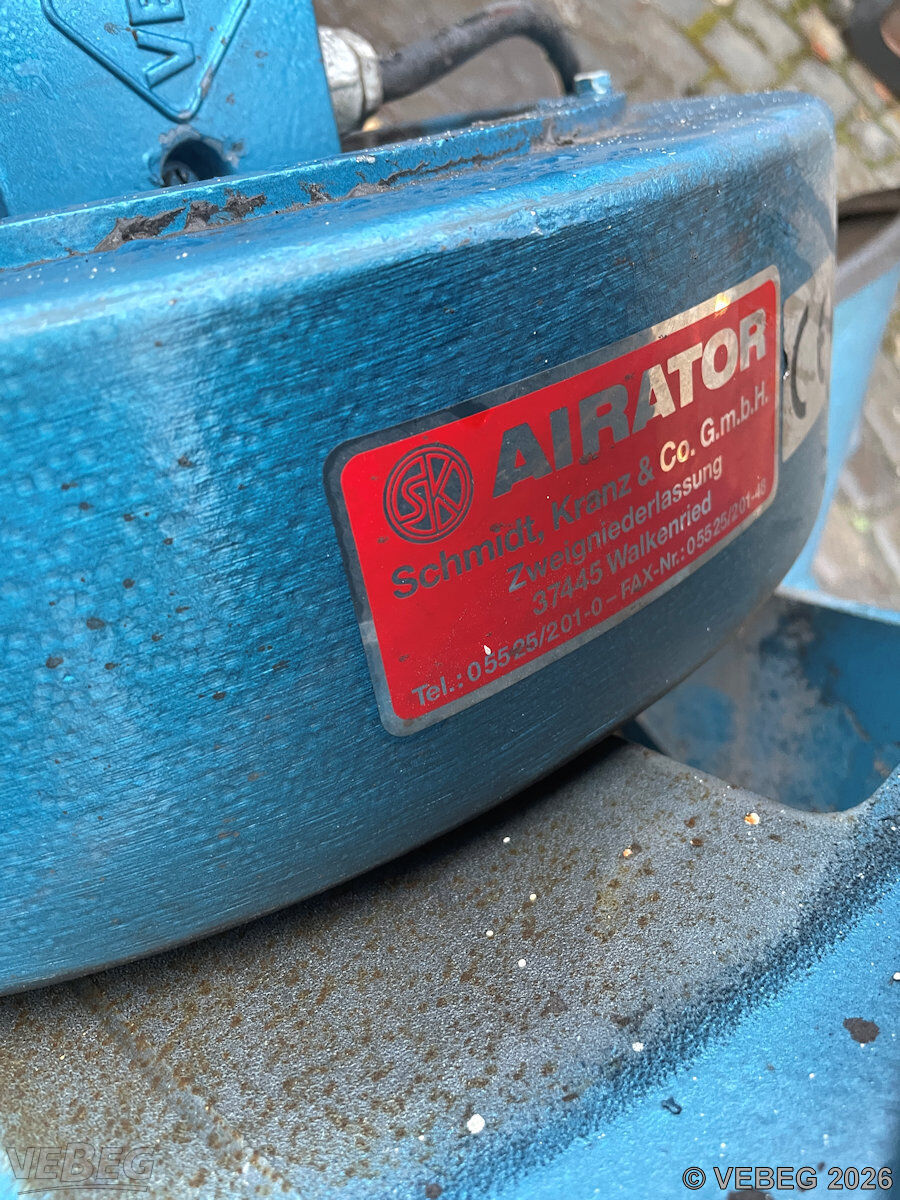 VE
SK
AIRATOR
Schmidt, Kranz & Co. G.m.b.H.
Zweigniederlassung
37445 Walkenried
Tel.: 05525/201-0 - FAX-Nr.: 05525/201-48
CE
VEBEG
© VEBEG 2026